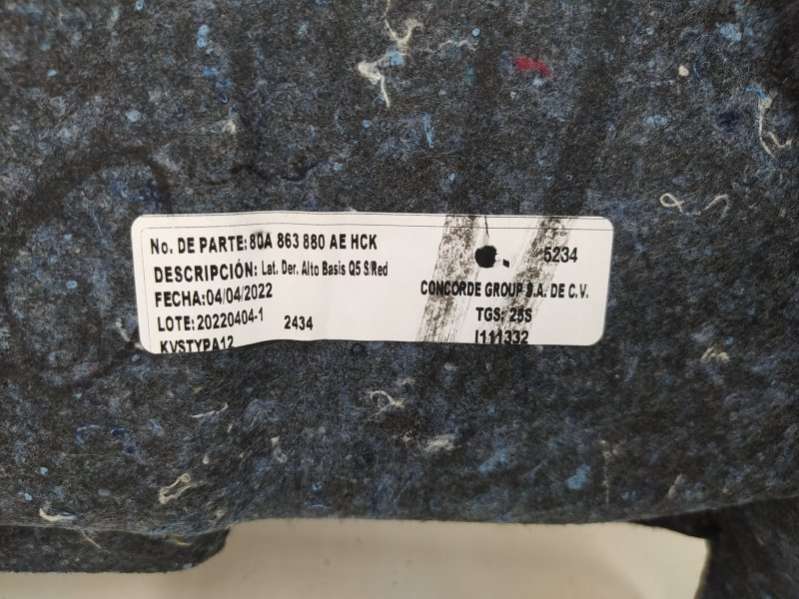 No. DE PARTE: 80A 863 880 AE HCK
DESCRIPCIÓN: Lat. Der. Alto Basis Q5 S/Red
FECHA:04/04/2022
LOTE:20220404-1 2434
KVSTYPA12
5234
CONCORDE GROUP S.A. DE C.V.
TGS: 25S
I111332